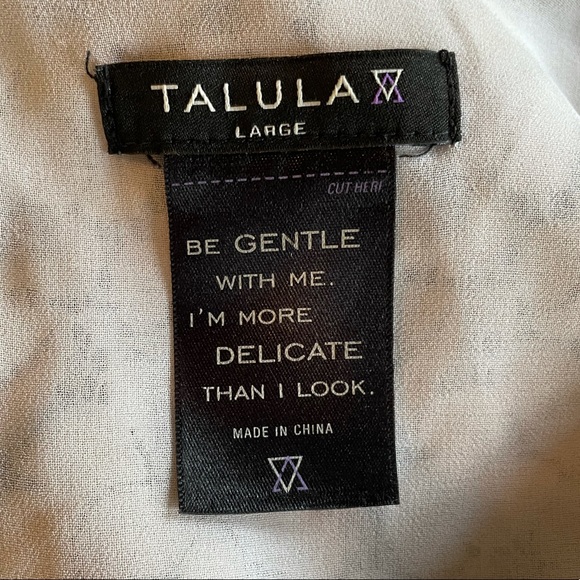 TALULA
LARGE
CUT HERE
BE GENTLE
WITH ME.
I'M MORE
DELICATE
THAN I LOOK.
MADE IN CHINA